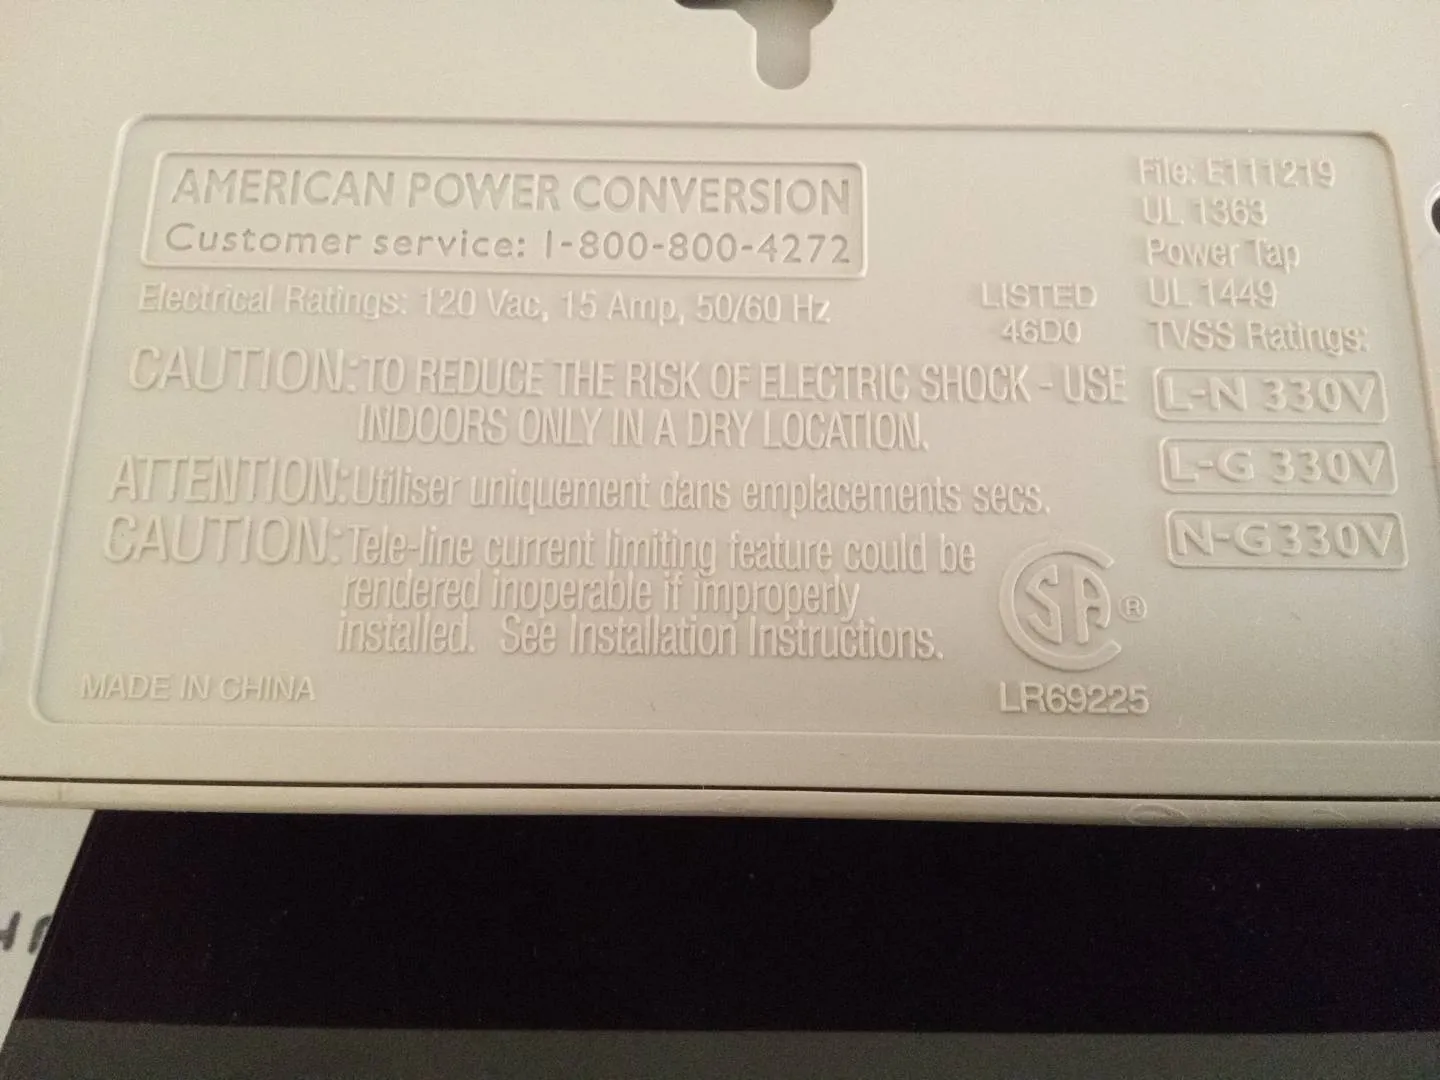 AMERICAN POWER CONVERSION
Customer service: 1-800-800-4272
Electrical Ratings: 120 Vac, 15 Amp, 50/60 Hz
CAUTION: TO REDUCE THE RISK OF ELECTRIC SHOCK - USE
INDOORS ONLY IN A DRY LOCATION.
ATTENTION: Utiliser uniquement dans emplacements secs.
CAUTION: Tele-line current limiting feature could be
rendered inoperable if improperly
installed. See Installation Instructions.
MADE IN CHINA
LISTED
46D0
File: E111219
UL 1363
Power Tap
UL 1449
TVSS Ratings:
L-N 330V
L-G 330V
N-G 330V
SA ®
LR69225